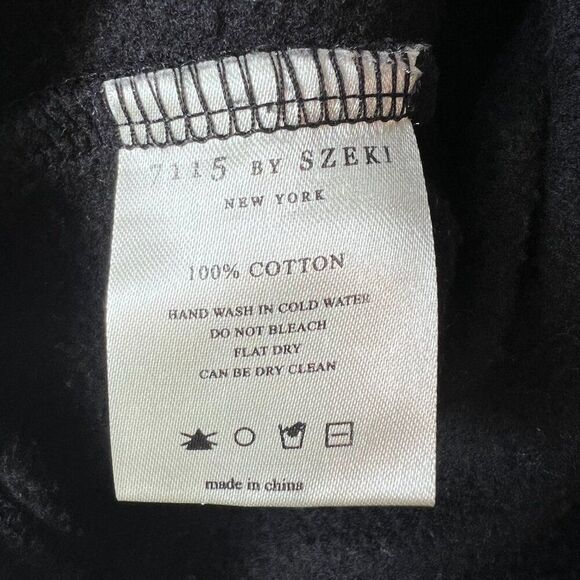 7115 BY SZEKI
NEW YORK
100% COTTON
HAND WASH IN COLD WATER
DO NOT BLEACH
FLAT DRY
CAN BE DRY CLEAN
made in china